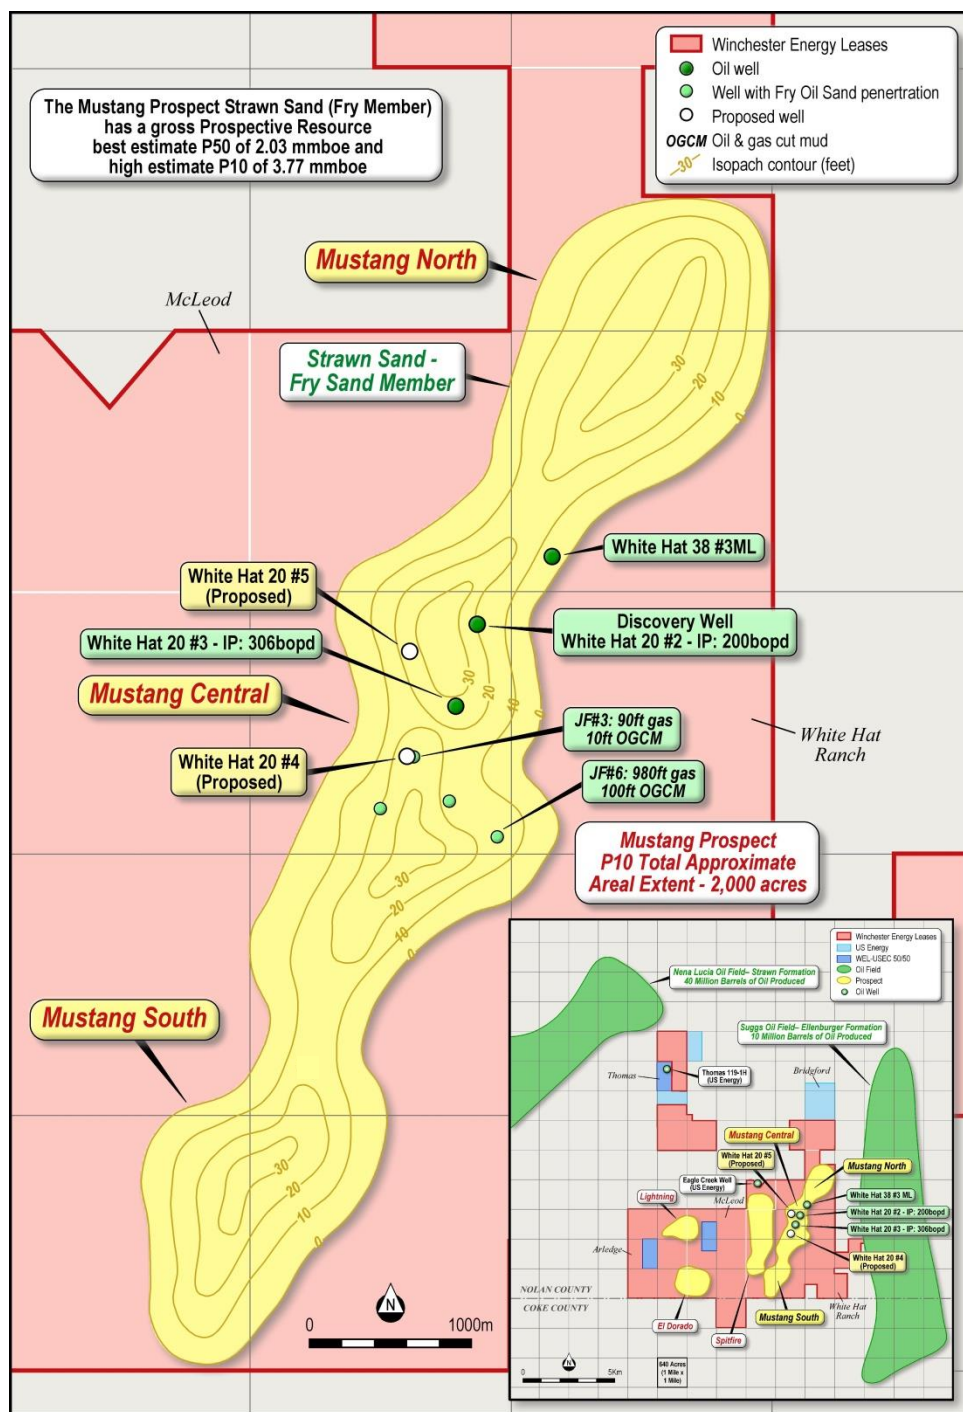 Winchester Energy Leases
Oil well
Well with Fry Oil Sand penertration
Proposed well
OGCM Oil & gas cut mud
30 Isopach contour (feet)
The Mustang Prospect Strawn Sand (Fry Member)
has a gross Prospective Resource
best estimate P50 of 2.03 mmboe and
high estimate P10 of 3.77 mmboe
Mustang North
McLeod
Strawn Sand -
Fry Sand Member
30
20
10
0
White Hat 38 #3ML
White Hat 20 #5
(Proposed)
Discovery Well
White Hat 20 #2 - IP: 200bopd
White Hat 20 #3 - IP: 306bopd
30
20
10
0
Mustang Central
JF#3: 90ft gas
10ft OGCM
White Hat
Ranch
White Hat 20 #4
(Proposed)
JF#6: 980ft gas
100ft OGCM
Mustang Prospect
P10 Total Approximate
Areal Extent - 2,000 acres
30
20
10
0
Mustang South
30
20
10
0
N
0 1000m
Winchester Energy Leases
US Energy
WEL-USEC 50/50
Oil Field
Prospect
Oil Well
Nena Lucia Oil Field– Strawn Formation
40 Million Barrels of Oil Produced
Suggs Oil Field– Ellenburger Formation
10 Million Barrels of Oil Produced
Thomas
Thomas 119-1H
(US Energy)
Bridgford
Mustang Central
White Hat 20 #5
(Proposed)
Mustang North
Eagle Creek Well
(US Energy)
McLeod
Lightning
White Hat 38 #3 ML
White Hat 20 #2 - IP: 200bopd
White Hat 20 #3 - IP: 306bopd
Arledge
White Hat 20 #4
(Proposed)
NOLAN COUNTY
COKE COUNTY
White Hat
Ranch
El Dorado
Spitfire
Mustang South
N
0 5Km
640 Acres
(1 Mile x
1 Mile)